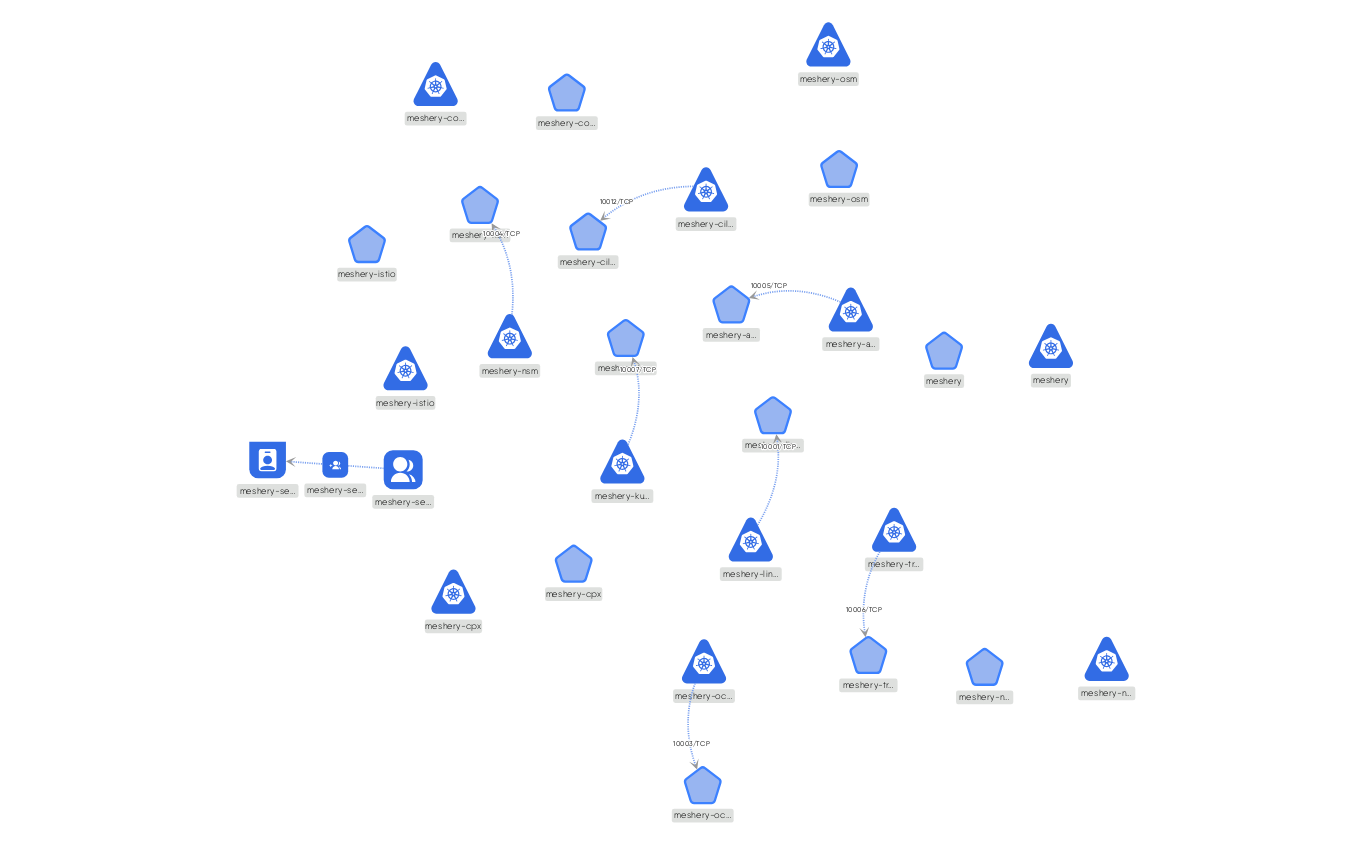 meshery-osm
meshery-co...
meshery-co...
meshery-osm
10012/TCP
meshery-cil...
10004/TCP
meshery-cil...
meshery-istio
10005/TCP
meshery-a...
meshery-a...
10007/TCP
meshery-nsm
meshery
meshery
meshery-istio
10001/TCP
meshery-se...
meshery-se...
meshery-se...
meshery-ku...
meshery-lin...
meshery-tr...
meshery-cpx
10006/TCP
meshery-cpx
meshery-tr...
meshery-n...
meshery-n...
meshery-oc...
10003/TCP
meshery-oc...